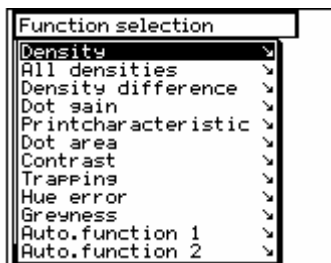 Function selection
Density
All densities
Density difference
Dot gain
Printcharacteristic
Dot area
Contrast
Trapping
Hue error
Greyness
Auto.function 1
Auto.function 2